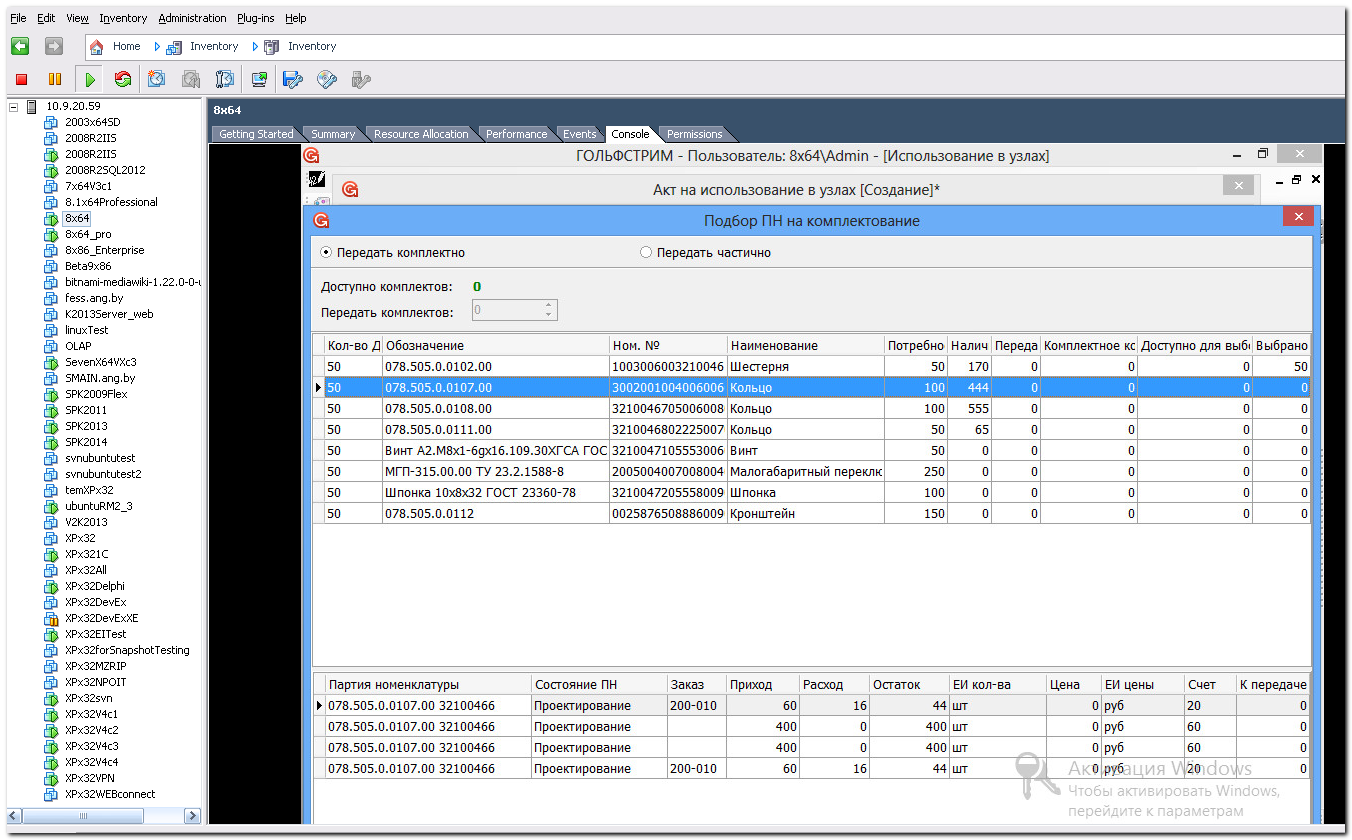 File Edit View Inventory Administration Plug-ins Help
Home Inventory Inventory
10.9.20.59
2003x64SD
2008R2IIS
2008R2IIS
2008R2SQL2012
7x64V3c1
8.1x64Professional
8x64
8x64_pro
8x86_Enterprise
Beta9x86
bitnami-mediawiki-1.22.0-0-u
fess.ang.by
K2013Server_web
linuxTest
OLAP
SevenX64VXc3
SMAIN.ang.by
SPK2009Flex
SPK2011
SPK2013
SPK2014
svnubuntutest
svnubuntutest2
temXPx32
ubuntuRM2_3
V2K2013
XPx32
XPx321C
XPx32All
XPx32Delphi
XPx32DevEx
XPx32DevExXE
XPx32EITest
XPx32forSnapshotTesting
XPx32MZRIP
XPx32NPOIT
XPx32svn
XPx32V4c1
XPx32V4c2
XPx32V4c3
XPx32V4c4
XPx32VPN
XPx32WEBconnect
8x64
Getting Started Summary Resource Allocation Performance Events Console Permissions
ГОЛЬФСТРИМ - Пользователь: 8x64\Admin - [Использование в узлах]
Акт на использование в узлах [Создание]*
Подбор ПН на комплектование
Передать комплектно Передать частично
Доступно комплектов: 0
Передать комплектов: 0
Кол-во Д Обозначение Ном. № Наименование Потребно Налич Переда Комплектное кс Доступно для выбо Выбрано
50 078.505.0.0102.00 1003006003210046 Шестерня 50 170 0 0 0 50
50 078.505.0.0107.00 3002001004006006 Кольцо 100 444 0 0 0 0
50 078.505.0.0108.00 3210046705006008 Кольцо 100 555 0 0 0 0
50 078.505.0.0111.00 3210046802225007 Кольцо 50 65 0 0 0 0
50 Винт А2.М8х1-6gх16.109.30ХГСА ГОС 3210047105553006 Винт 50 0 0 0 0 0
50 МГП-315.00.00 ТУ 23.2.1588-8 2005004007008004 Малогабаритный переклю 250 0 0 0 0 0
50 Шпонка 10х8х32 ГОСТ 23360-78 3210047205558009 Шпонка 100 0 0 0 0 0
50 078.505.0.0112 0025876508886009 Кронштейн 150 0 0 0 0 0
Партия номенклатуры Состояние ПН Заказ Приход Расход Остаток ЕИ кол-ва Цена ЕИ цены Счет К передаче
078.505.0.0107.00 32100466 Проектирование 200-010 60 16 44 шт 0 руб 20 0
078.505.0.0107.00 32100466 Проектирование 400 0 400 шт 0 руб 60 0
078.505.0.0107.00 32100466 Проектирование 400 0 400 шт 0 руб 60 0
078.505.0.0107.00 32100466 Проектирование 200-010 60 16 44 шт 0 руб 20 0
Активация Windows
Чтобы активировать Windows,
перейдите к параметрам